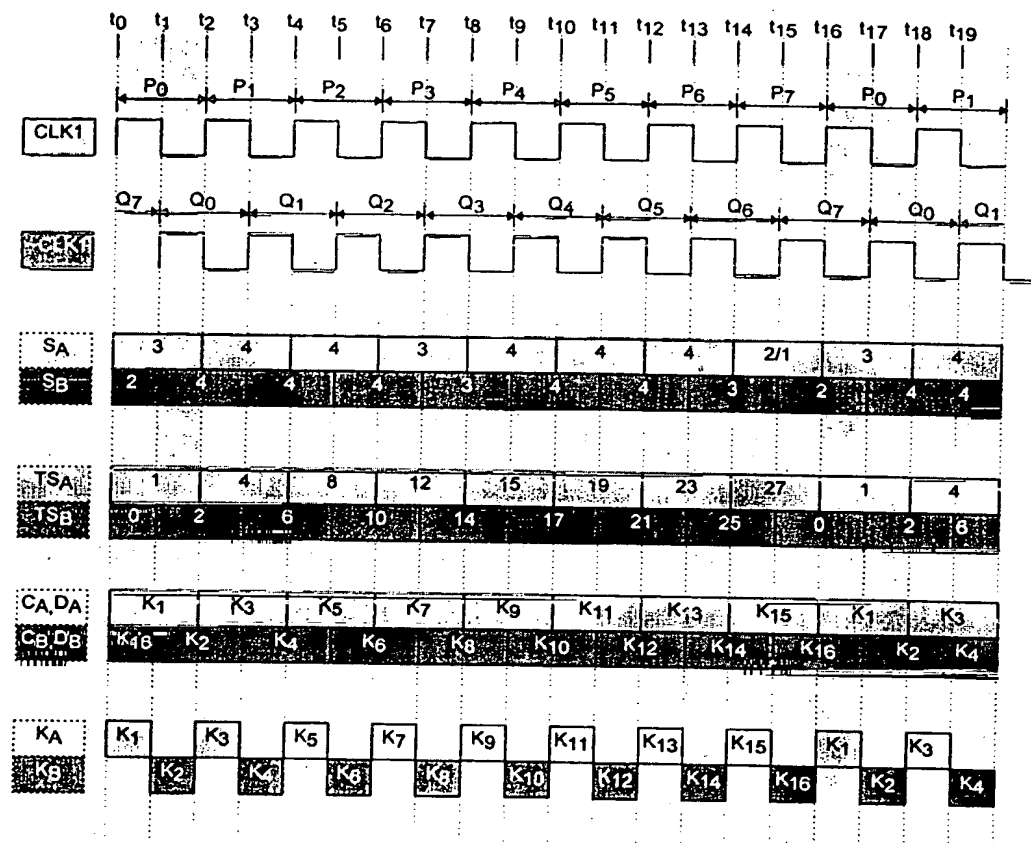 t0 t1 t2 t3 t4 t5 t6 t7 t8 t9 t10 t11 t12 t13 t14 t15 t16 t17 t18 t19
P0 P1 P2 P3 P4 P5 P6 P7 P0 P1
CLK1
Q7 Q0 Q1 Q2 Q3 Q4 Q5 Q6 Q7 Q0 Q1
SA 3 4 4 3 4 4 4 2/1 3 4
SB 2 4 4 4 3 4 4 3 2 4 4
TSA 1 4 8 12 15 19 23 27 1 4
TSB 0 2 6 10 14 17 21 25 0 2 6
CA,DA K1 K3 K5 K7 K9 K11 K13 K15 K1 K3
CB DB K2 K4 K6 K8 K10 K12 K14 K16 K2 K4
KA K1 K3 K5 K7 K9 K11 K13 K15 K1 K3
KB K2 K4 K6 K8 K10 K12 K14 K16 K2 K4